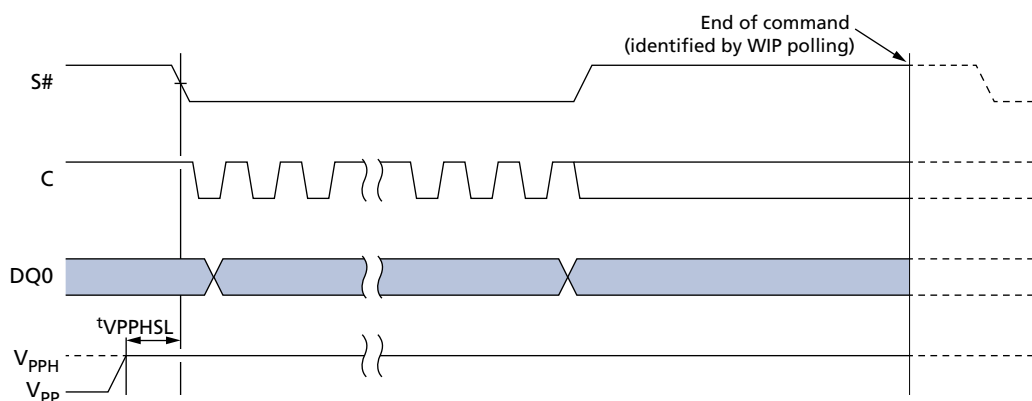 End of command
(identified by WIP polling)
S#
C
DQ0
tVPPHSL
VPPH
VPP